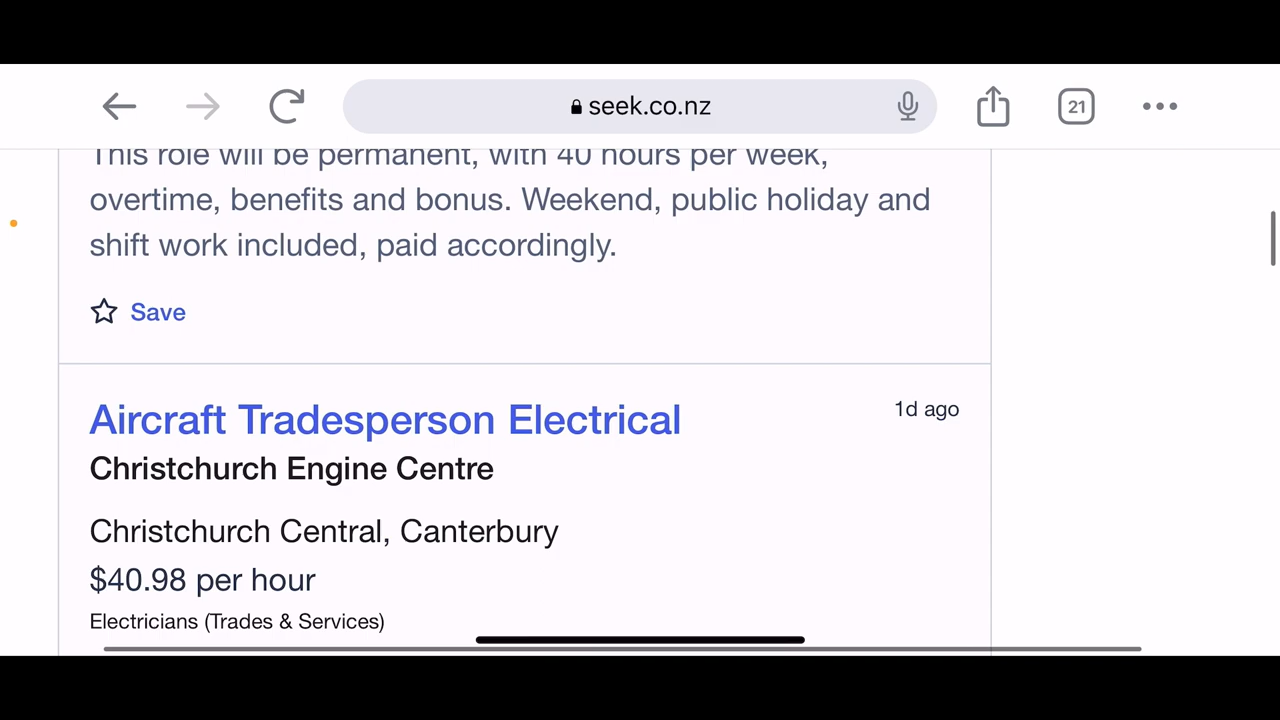 seek.co.nz
21
This role will be permanent, with 40 hours per week,
overtime, benefits and bonus. Weekend, public holiday and
shift work included, paid accordingly.
Save
Aircraft Tradesperson Electrical
1d ago
Christchurch Engine Centre
Christchurch Central, Canterbury
$40.98 per hour
Electricians (Trades & Services)